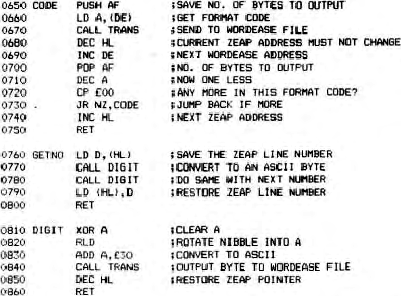 0650 CODE PUSH AF ;SAVE NO. OF BYTES TO OUTPUT
0660 LD A,(DE) ;GET FORMAT CODE
0670 CALL TRANS ;SEND TO WORDEASE FILE
0680 DEC HL ;CURRENT ZEAP ADDRESS MUST NOT CHANGE
0690 INC DE ;NEXT WORDEASE ADDRESS
0700 POP AF ;NO. OF BYTES TO OUTPUT
0710 DEC A ;NOW ONE LESS
0720 CP £00 ;ANY MORE IN THIS FORMAT CODE?
0730 JR NZ,CODE ;JUMP BACK IF MORE
0740 INC HL ;NEXT ZEAP ADDRESS
0750 RET
0760 GETNO LD D,(HL) ;SAVE THE ZEAP LINE NUMBER
0770 CALL DIGIT ;CONVERT TO AN ASCII BYTE
0780 CALL DIGIT ;DO SAME WITH NEXT NUMBER
0790 LD (HL),D ;RESTORE ZEAP LINE NUMBER
0800 RET
0810 DIGIT XOR A ;CLEAR A
0820 RLD ;ROTATE NIBBLE INTO A
0830 ADD A,£30 ;CONVERT TO ASCII
0840 CALL TRANS ;OUTPUT BYTE TO WORDEASE FILE
0850 DEC HL ;RESTORE ZEAP POINTER
0860 RET